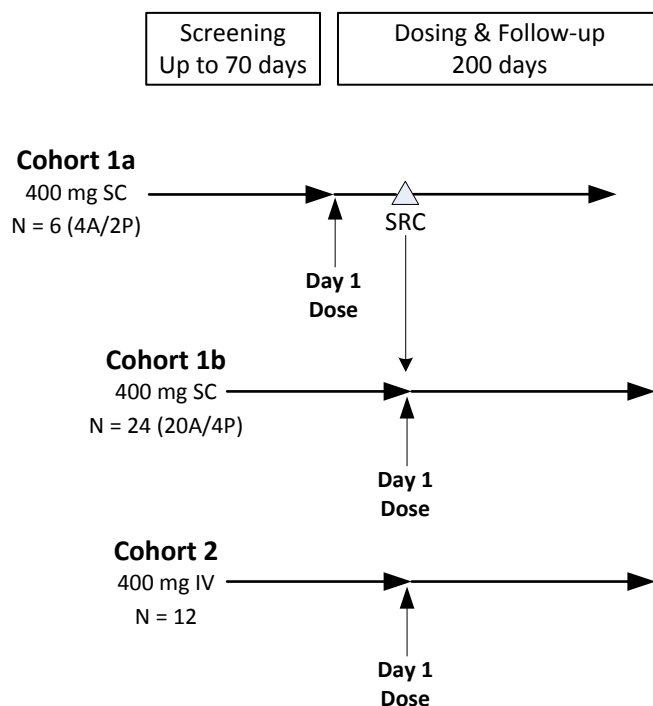 Screening
Up to 70 days
Dosing & Follow-up
200 days
Cohort 1a
400 mg SC
N = 6 (4A/2P)
SRC
Day 1
Dose
Cohort 1b
400 mg SC
N = 24 (20A/4P)
Day 1
Dose
Cohort 2
400 mg IV
N = 12
Day 1
Dose